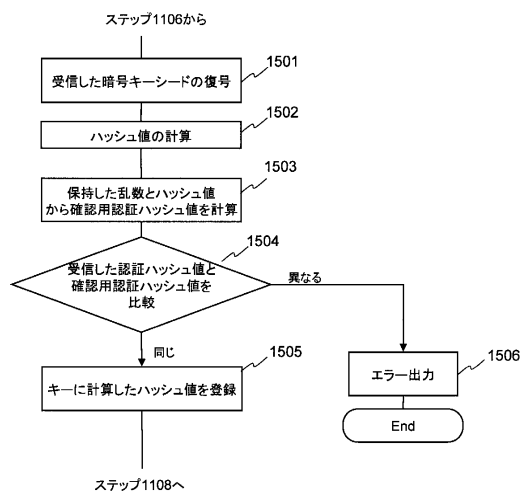 ステップ1106から
1501
受信した暗号キーシードの復号
1502
ハッシュ値の計算
1503
保持した乱数とハッシュ値
から確認用認証ハッシュ値を計算
1504
受信した認証ハッシュ値と
確認用認証ハッシュ値を
比較
異なる
同じ
1505
キーに計算したハッシュ値を登録
1506
エラー出力
End
ステップ1108へ